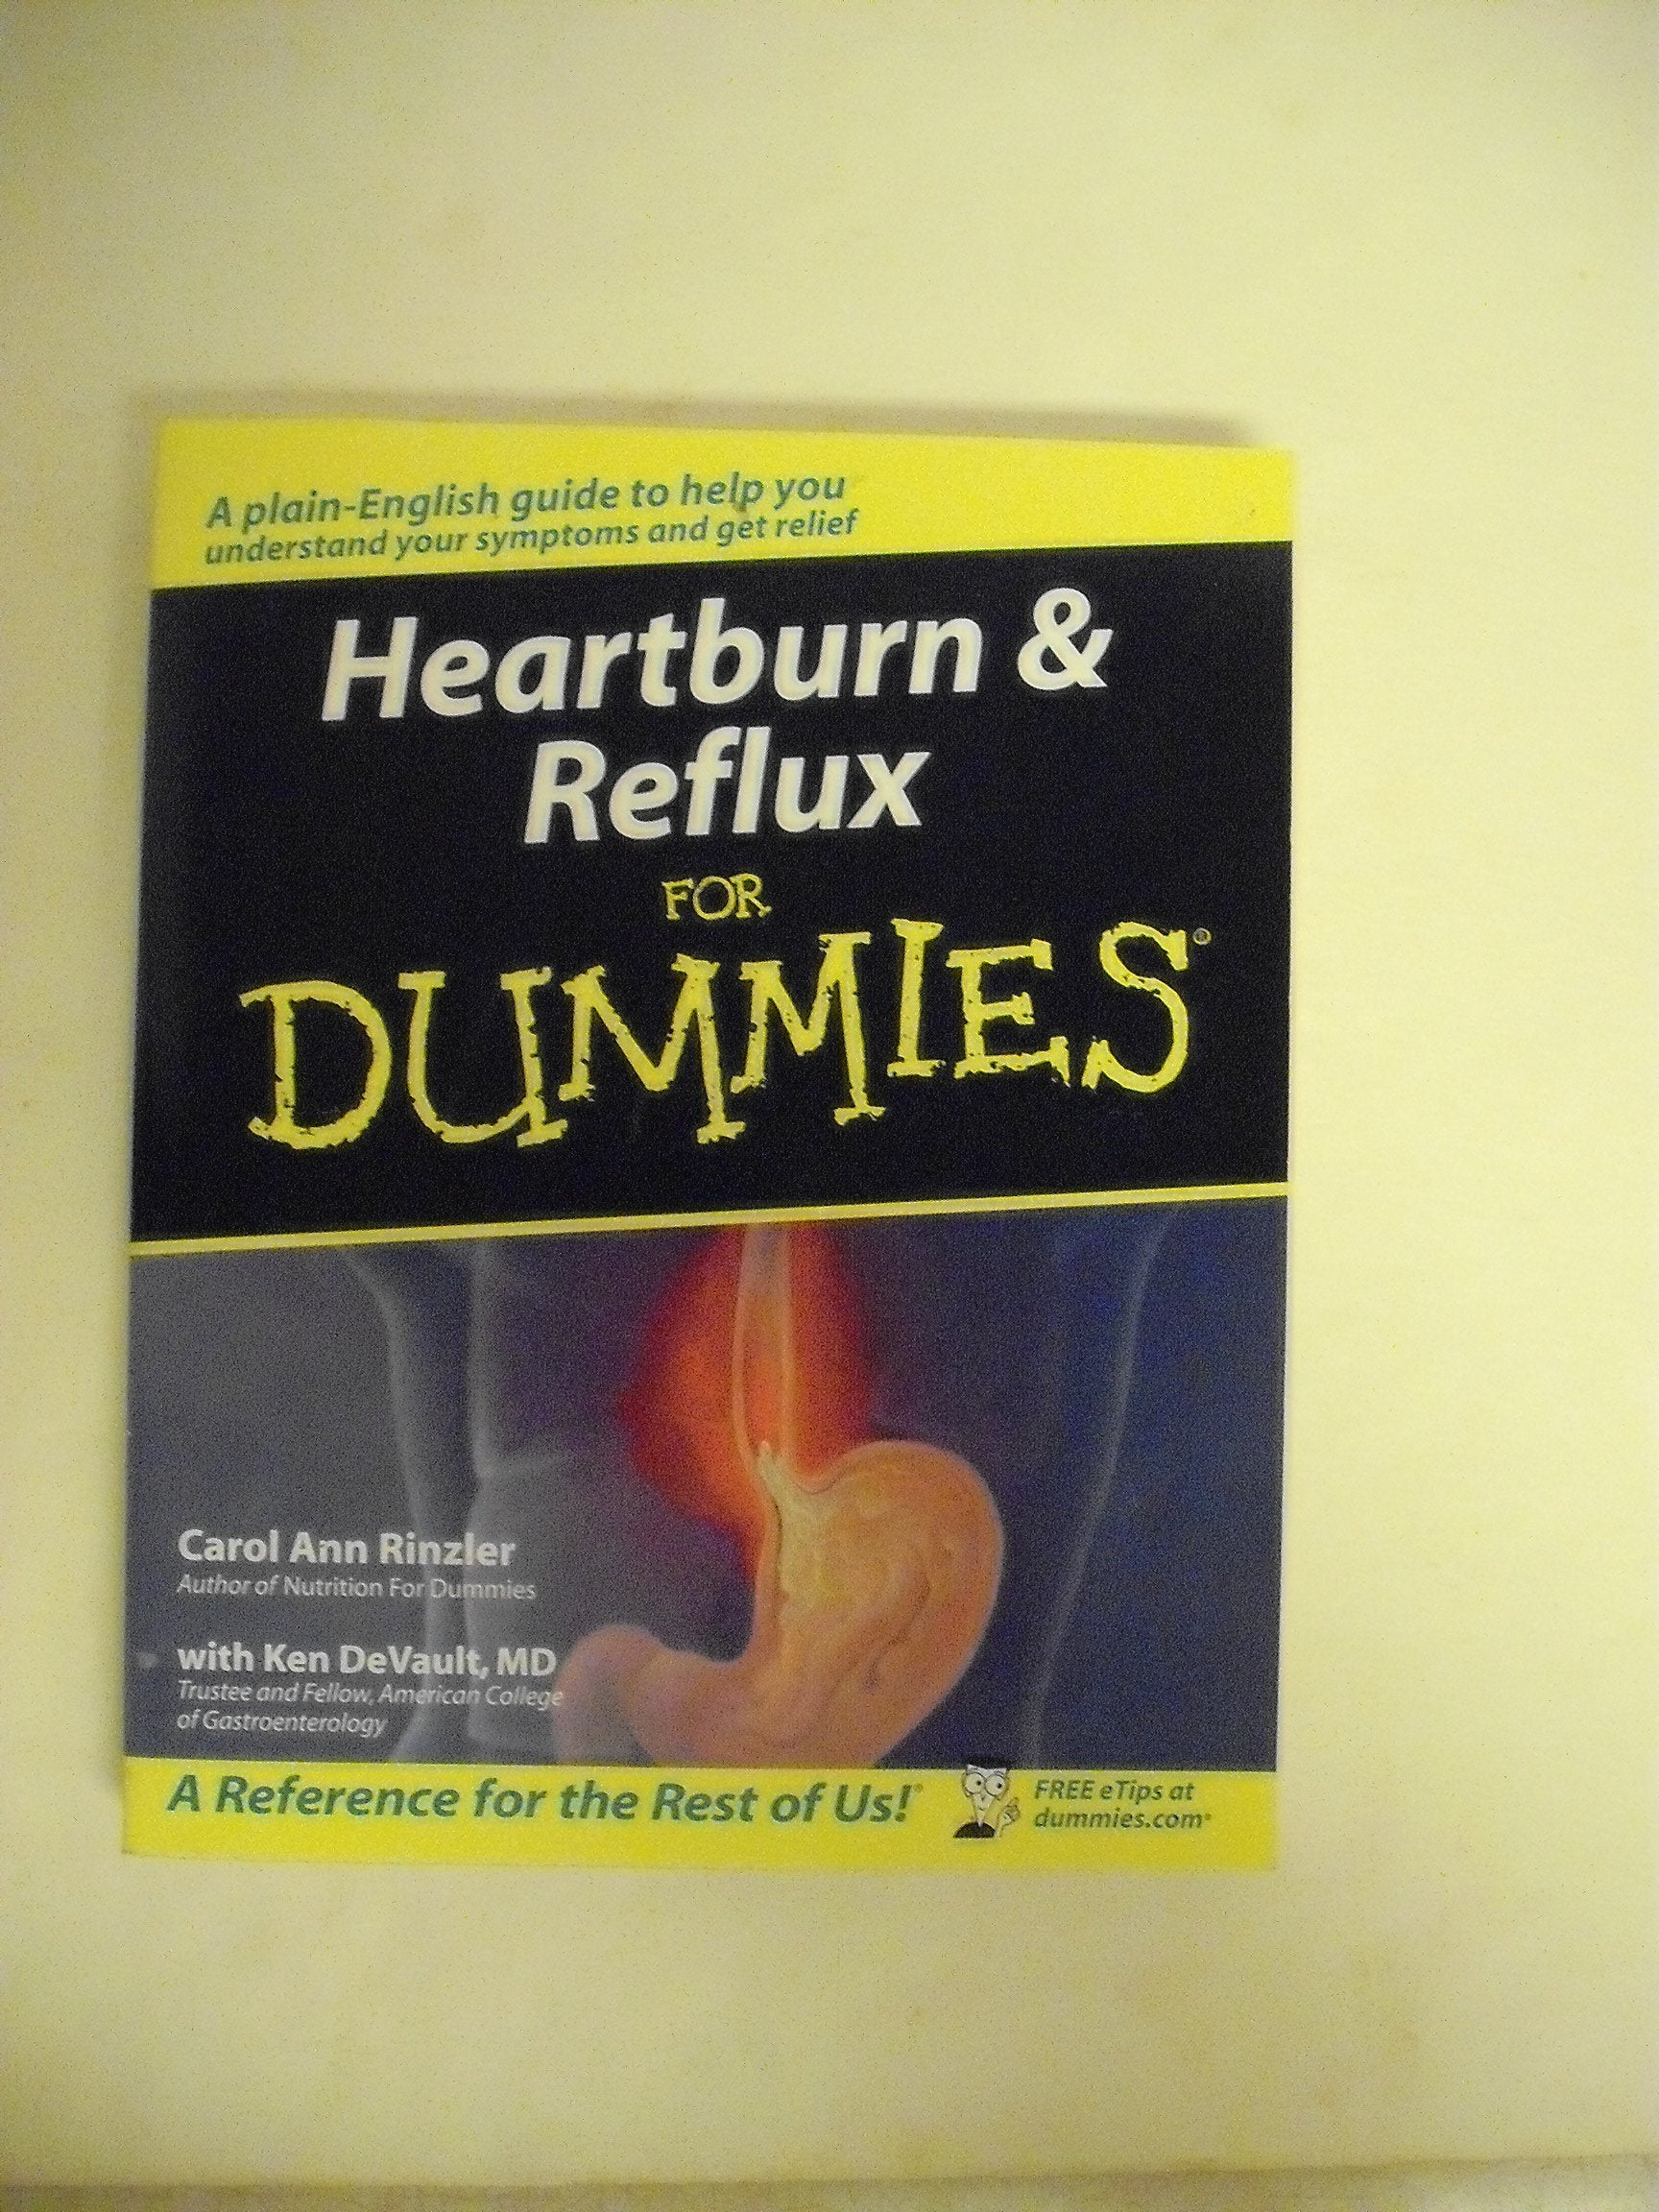 A plain-English guide to help you
understand your symptoms and get relief
Heartburn &
Reflux
FOR
DUMMIES®
Carol Ann Rinzler
Author of Nutrition For Dummies
with Ken DeVault, MD
Trustee and Fellow, American College
of Gastroenterology
A Reference for the Rest of Us!®
FREE eTips at
dummies.com®